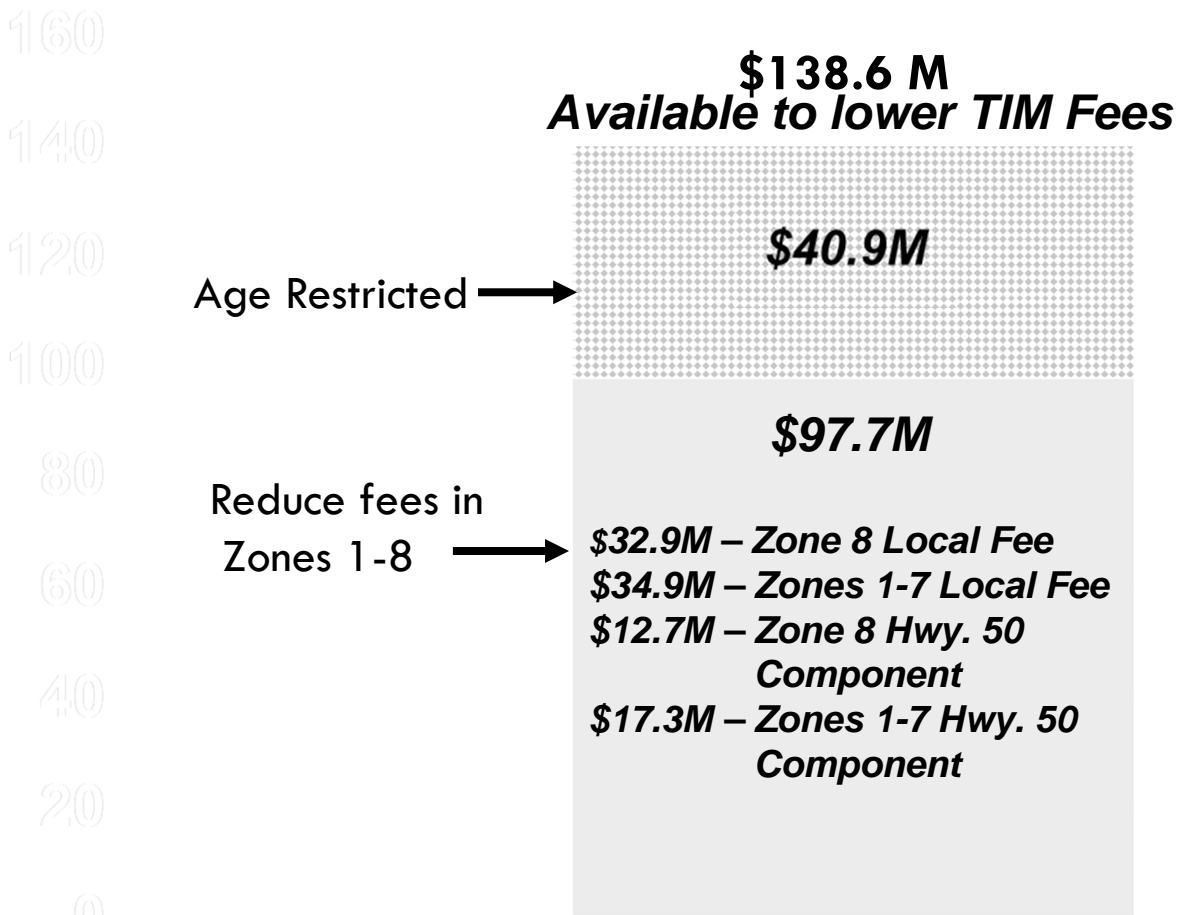 160
$138.6 M
Available to lower TIM Fees
140
120
$40.9M
Age Restricted
100
$97.7M
80
Reduce fees in
Zones 1-8
$32.9M – Zone 8 Local Fee
$34.9M – Zones 1-7 Local Fee
60
$12.7M – Zone 8 Hwy. 50
Component
40
$17.3M – Zones 1-7 Hwy. 50
Component
20
0